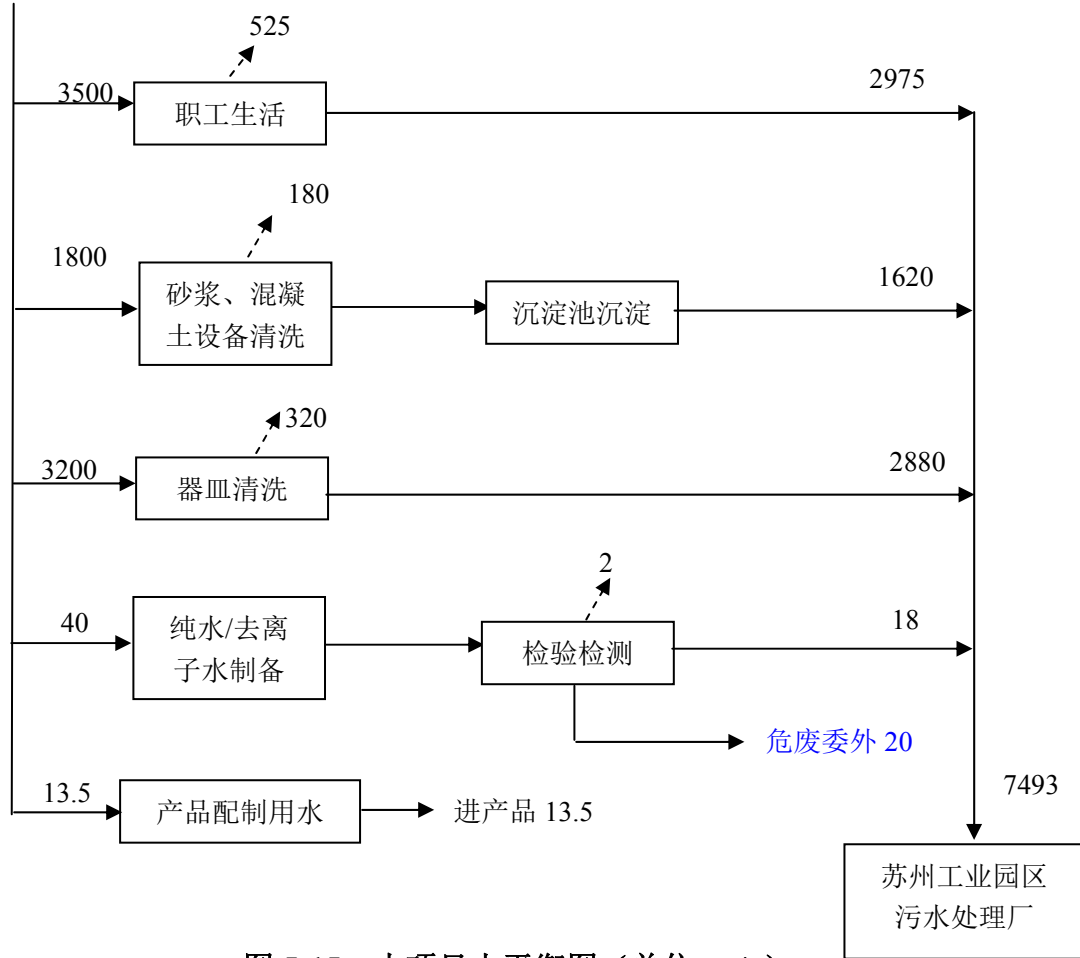 525
3500
职工生活
2975
180
1800
砂浆、混凝
土设备清洗
沉淀池沉淀
1620
320
3200
器皿清洗
2880
2
40
纯水/去离
子水制备
检验检测
18
危废委外 20
13.5
产品配制用水
进产品 13.5
7493
苏州工业园区
污水处理厂